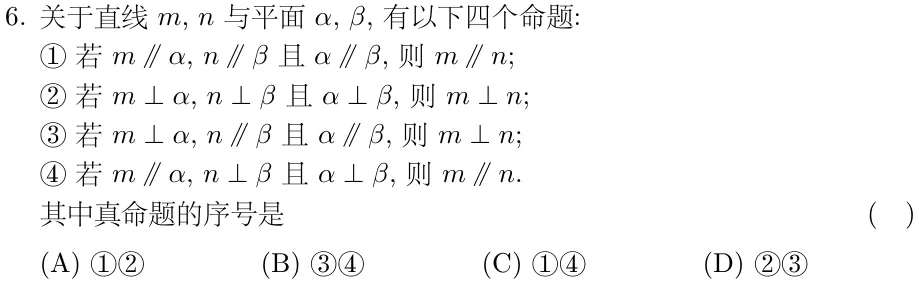 6. 关于直线 m, n 与平面 α, β, 有以下四个命题:
① 若 m ∥ α, n ∥ β 且 α ∥ β, 则 m ∥ n;
② 若 m ⊥ α, n ⊥ β 且 α ⊥ β, 则 m ⊥ n;
③ 若 m ⊥ α, n ∥ β 且 α ∥ β, 则 m ⊥ n;
④ 若 m ∥ α, n ⊥ β 且 α ⊥ β, 则 m ∥ n.
其中真命题的序号是 ( )
(A) ①② (B) ③④ (C) ①④ (D) ②③